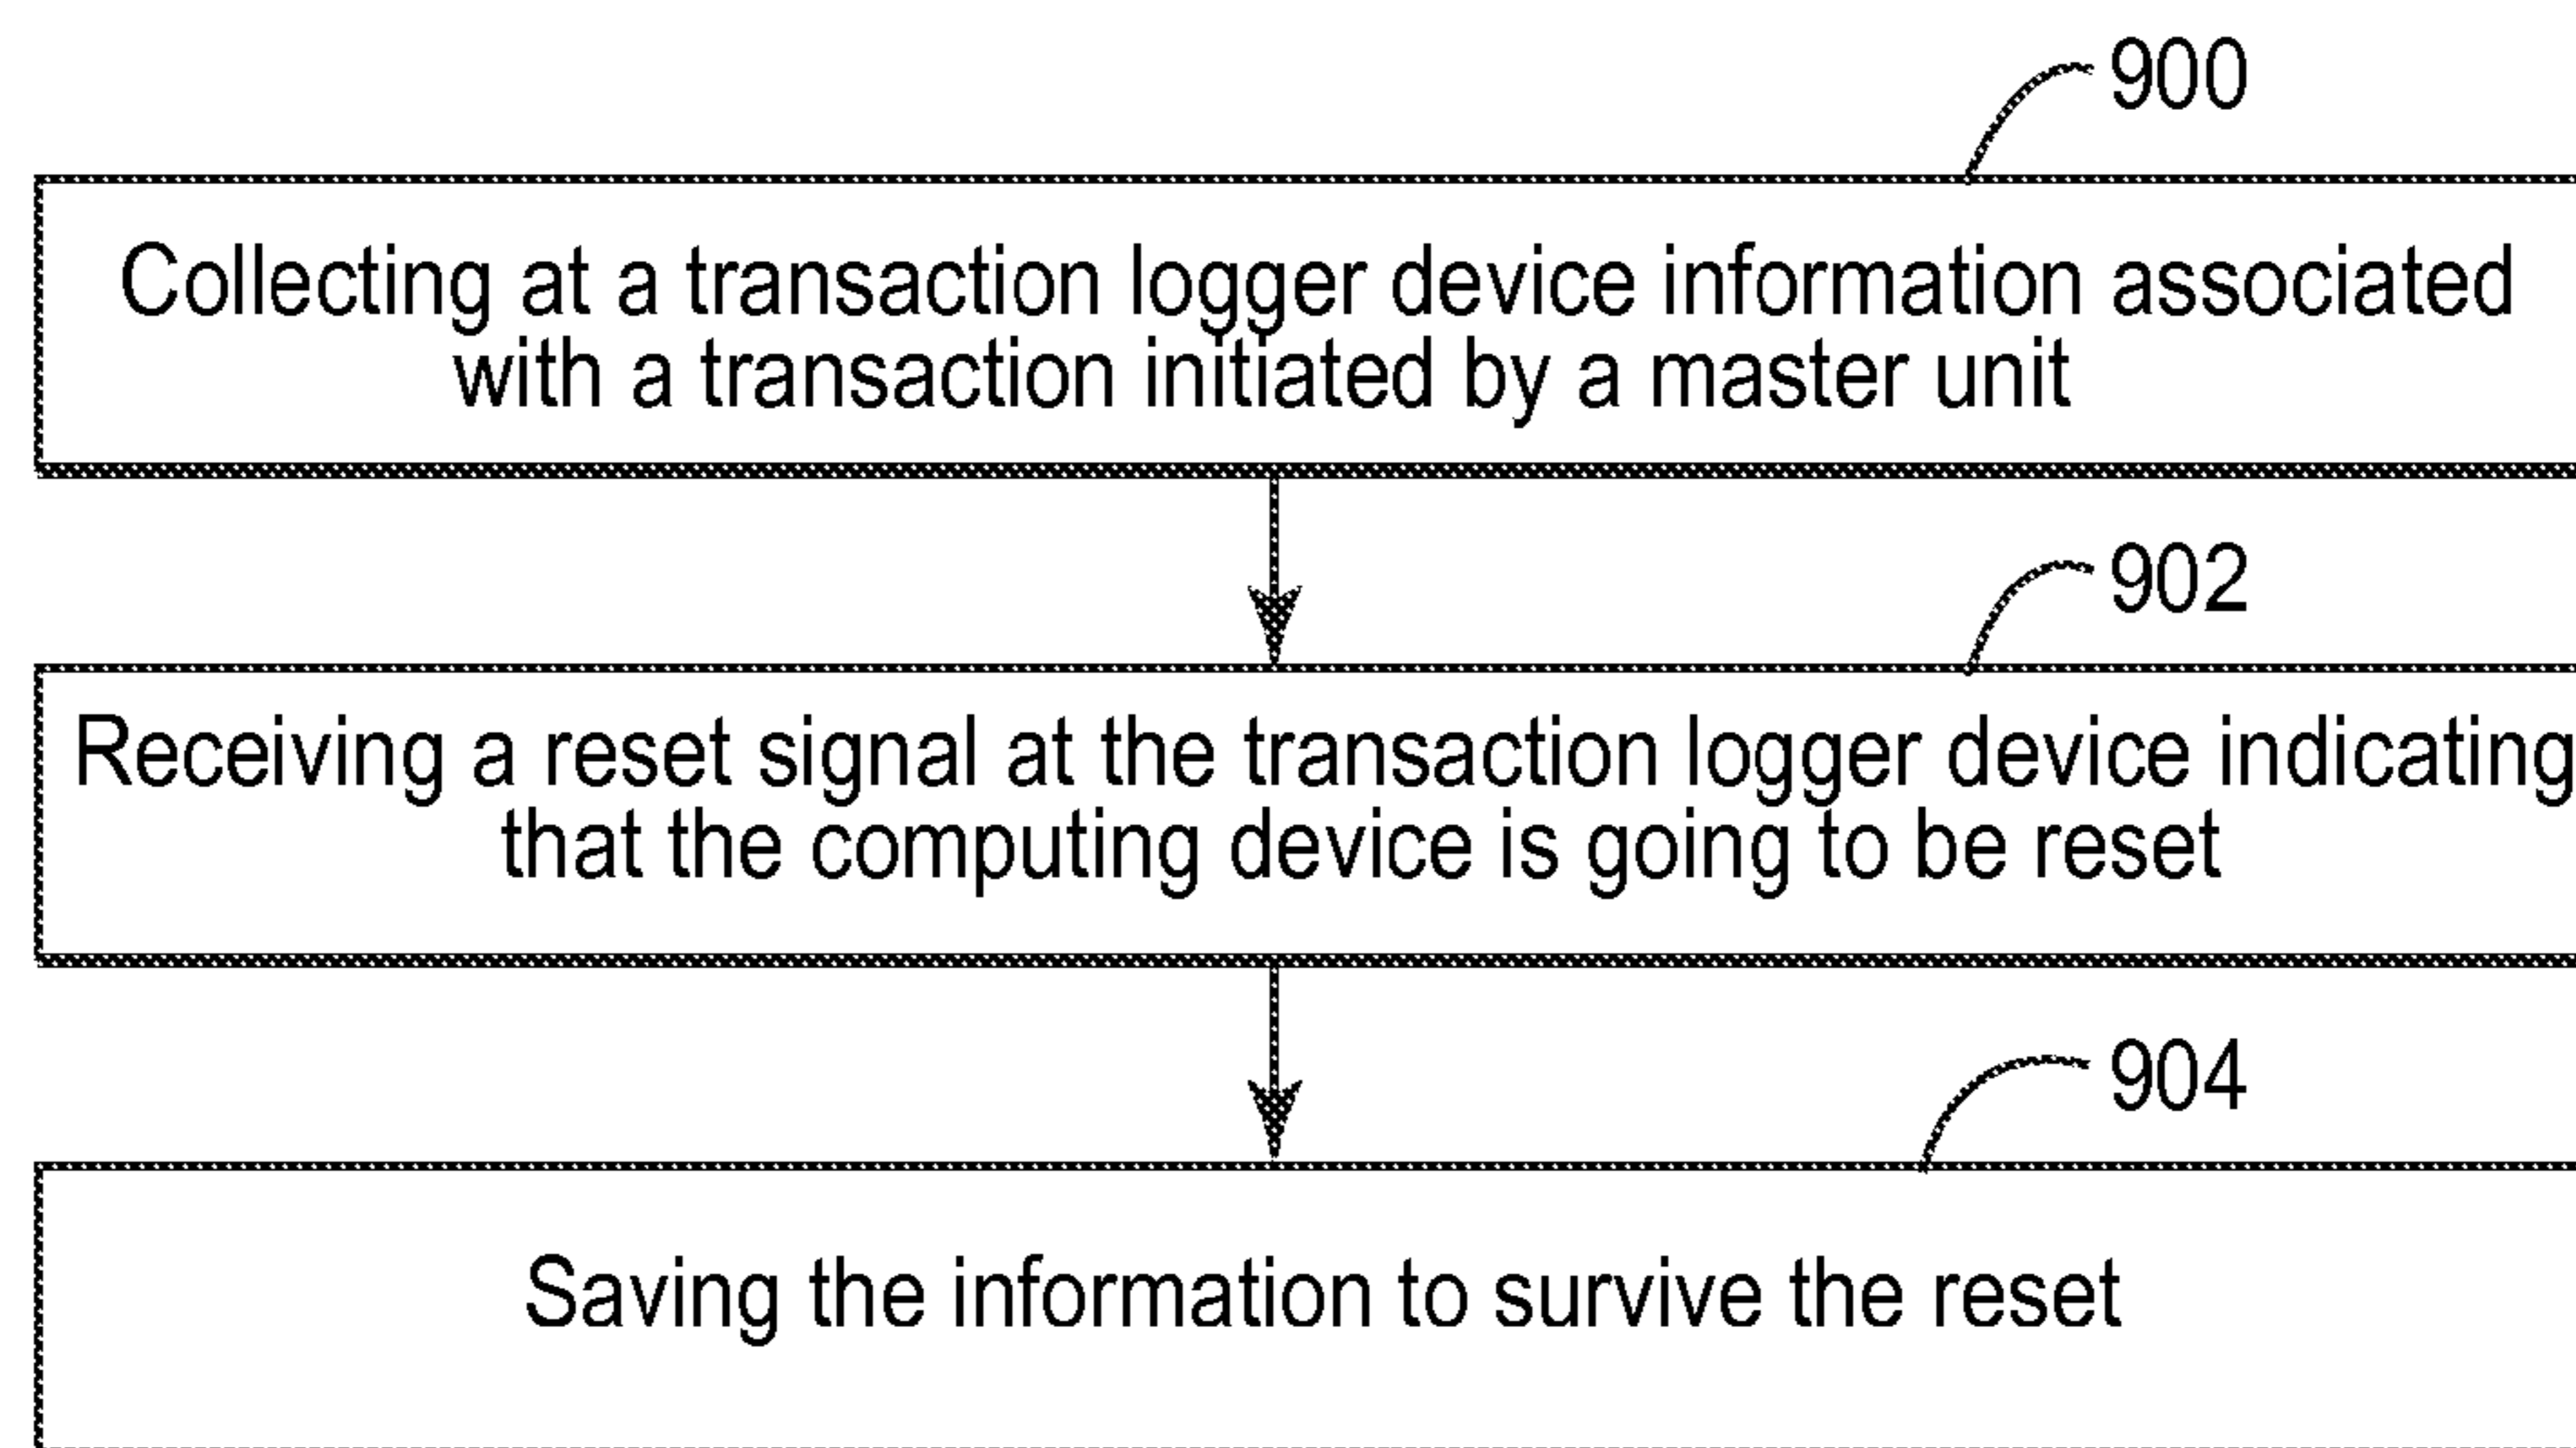 900
Collecting at a transaction logger device information associated
with a transaction initiated by a master unit
902
Receiving a reset signal at the transaction logger device indicating
that the computing device is going to be reset
904
Saving the information to survive the reset